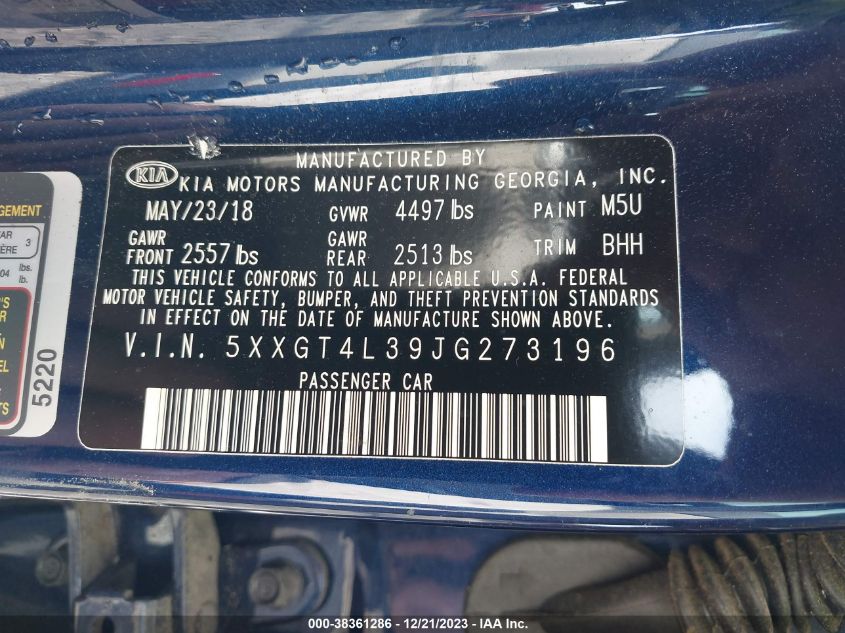 MANUFACTURED BY
KIA KIA MOTORS MANUFACTURING GEORGIA, INC.
MAY/23/18 GVWR 4497 lbs PAINT M5U
GAWR FRONT 2557 lbs GAWR REAR 2513 lbs TRIM BHH
THIS VEHICLE CONFORMS TO ALL APPLICABLE U.S.A. FEDERAL
MOTOR VEHICLE SAFETY, BUMPER, AND THEFT PREVENTION STANDARDS
IN EFFECT ON THE DATE OF MANUFACTURE SHOWN ABOVE.
V.I.N. 5XXGT4L39JG273196
PASSENGER CAR
3
lbs.
lb.
5220
000-38361286 - 12/21/2023 - IAA Inc.